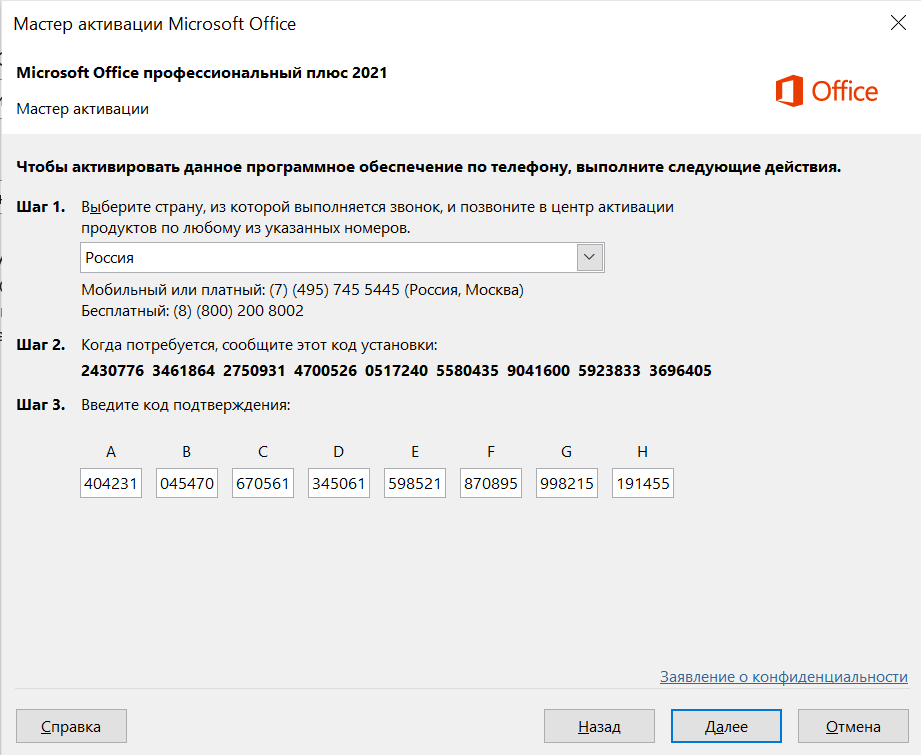 Мастер активации Microsoft Office
Microsoft Office профессиональный плюс 2021
Office
Мастер активации
Чтобы активировать данное программное обеспечение по телефону, выполните следующие действия.
Шаг 1. Выберите страну, из которой выполняется звонок, и позвоните в центр активации
продуктов по любому из указанных номеров.
Россия
Мобильный или платный: (7) (495) 745 5445 (Россия, Москва)
Бесплатный: (8) (800) 200 8002
Шаг 2. Когда потребуется, сообщите этот код установки:
2430776 3461864 2750931 4700526 0517240 5580435 9041600 5923833 3696405
Шаг 3. Введите код подтверждения:
A B C D E F G H
404231 045470 670561 345061 598521 870895 998215 191455
Заявление о конфиденциальности
Справка Назад Далее Отмена